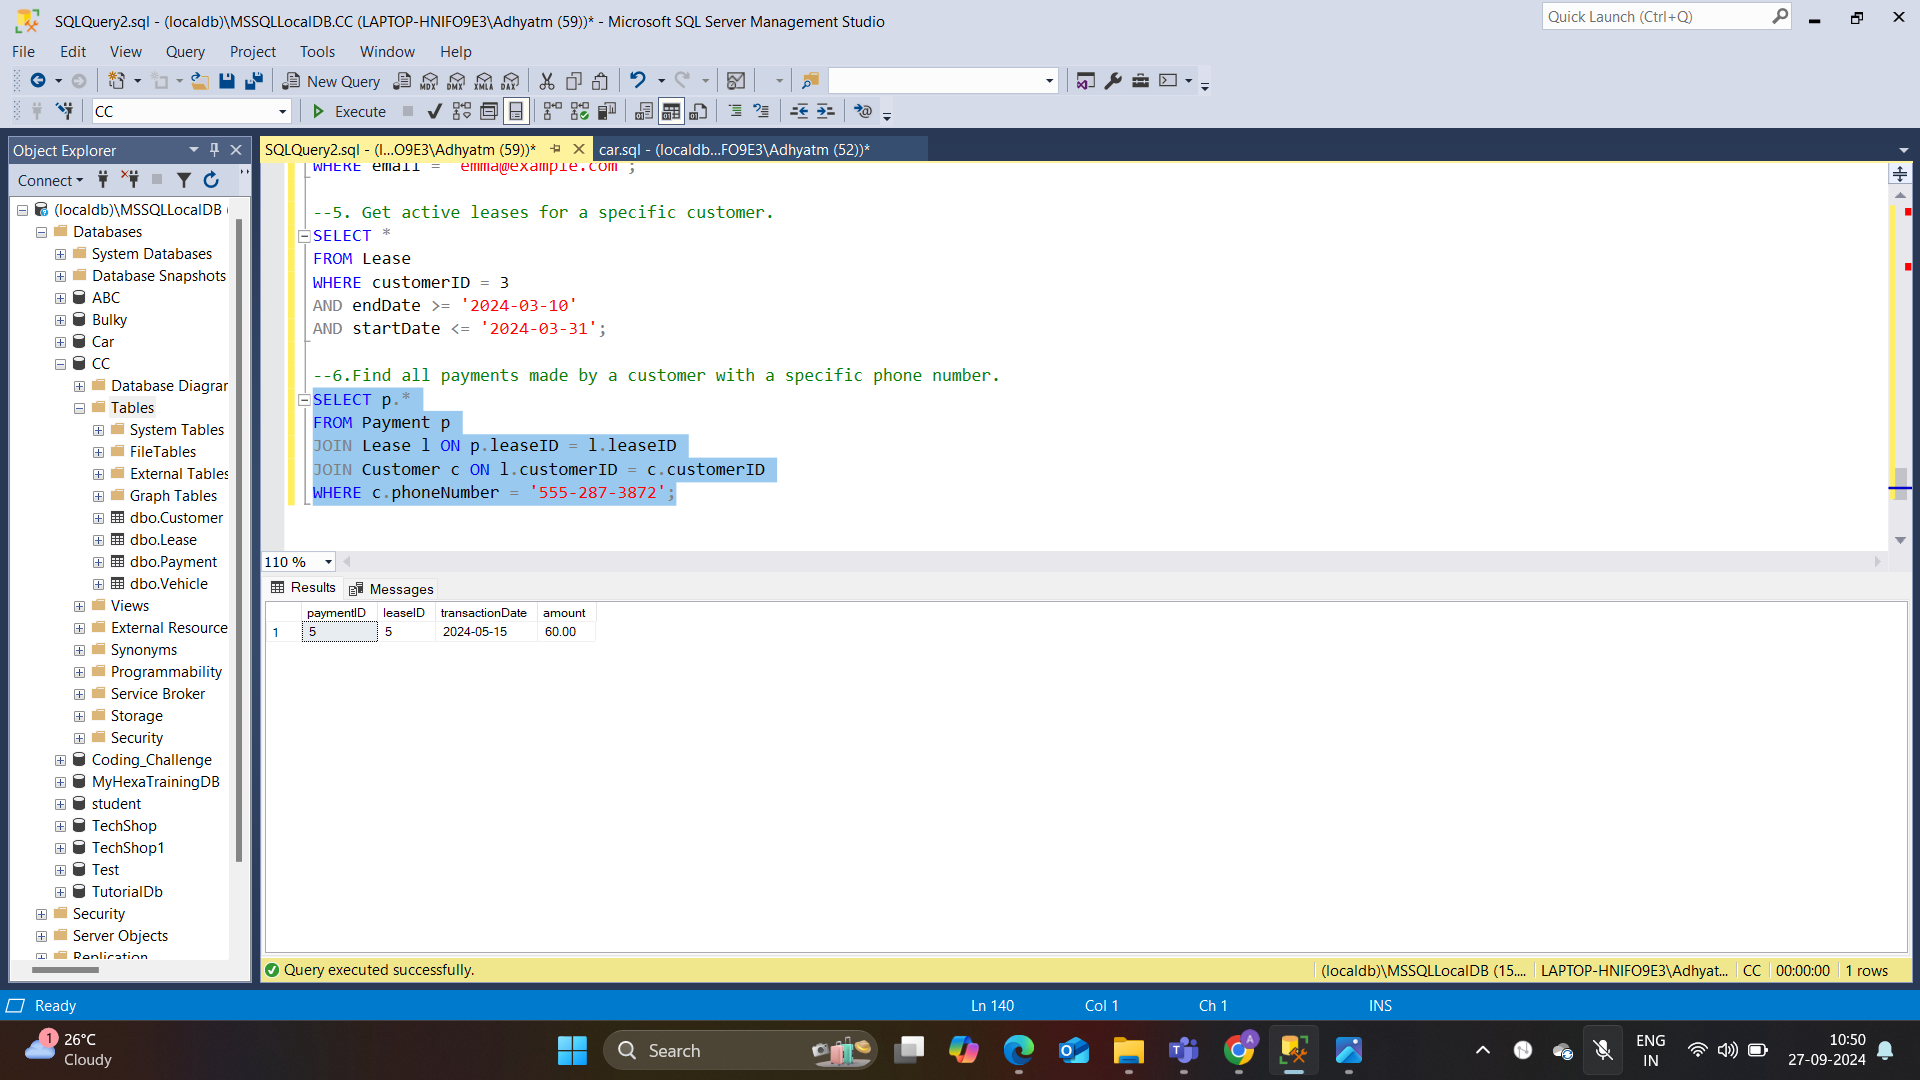 SQLQuery2.sql - (localdb)\MSSQLLocalDB.CC (LAPTOP-HNIFO9E3\Adhyatm (59))* - Microsoft SQL Server Management Studio
Quick Launch (Ctrl+Q)
File Edit View Query Project Tools Window Help
New Query MDX DMX XMLA DAX
CC
Execute
Object Explorer
SQLQuery2.sql - (l...O9E3\Adhyatm (59))*
car.sql - (localdb...FO9E3\Adhyatm (52))*
Connect
(localdb)\MSSQLLocalDB (
Databases
System Databases
Database Snapshots
ABC
Bulky
Car
CC
Database Diagrar
Tables
System Tables
FileTables
External Tables
Graph Tables
dbo.Customer
dbo.Lease
dbo.Payment
dbo.Vehicle
Views
External Resource
Synonyms
Programmability
Service Broker
Storage
Security
Coding_Challenge
MyHexaTrainingDB
student
TechShop
TechShop1
Test
TutorialDb
Security
Server Objects
Replication
WHERE email = 'emma@example.com';
--5. Get active leases for a specific customer.
SELECT *
FROM Lease
WHERE customerID = 3
AND endDate >= '2024-03-10'
AND startDate <= '2024-03-31';
--6.Find all payments made by a customer with a specific phone number.
SELECT p.*
FROM Payment p
JOIN Lease l ON p.leaseID = l.leaseID
JOIN Customer c ON l.customerID = c.customerID
WHERE c.phoneNumber = '555-287-3872';
110 %
Results Messages
paymentID leaseID transactionDate amount
1 5 5 2024-05-15 60.00
Query executed successfully.
(localdb)\MSSQLLocalDB (15.... LAPTOP-HNIFO9E3\Adhyat... CC 00:00:00 1 rows
Ready
Ln 140
Col 1
Ch 1
INS
1
26°C
Cloudy
Search
A
ENG
IN
10:50
27-09-2024